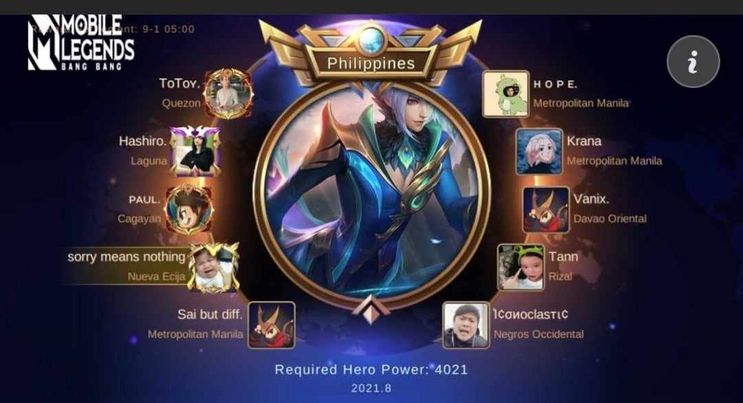 MOBILE
LEGENDS
BANG BANG
nt: 9-1 05:00
Philippines
ToToy.
Quezon
Hashiro.
Laguna
PAUL.
Cagayan
sorry means nothing
Nueva Ecija
Sai but diff.
Metropolitan Manila
H O P E.
Metropolitan Manila
Krana
Metropolitan Manila
Vanix.
Davao Oriental
Tann
Rizal
Negros Occidental
Required Hero Power: 4021
2021.8